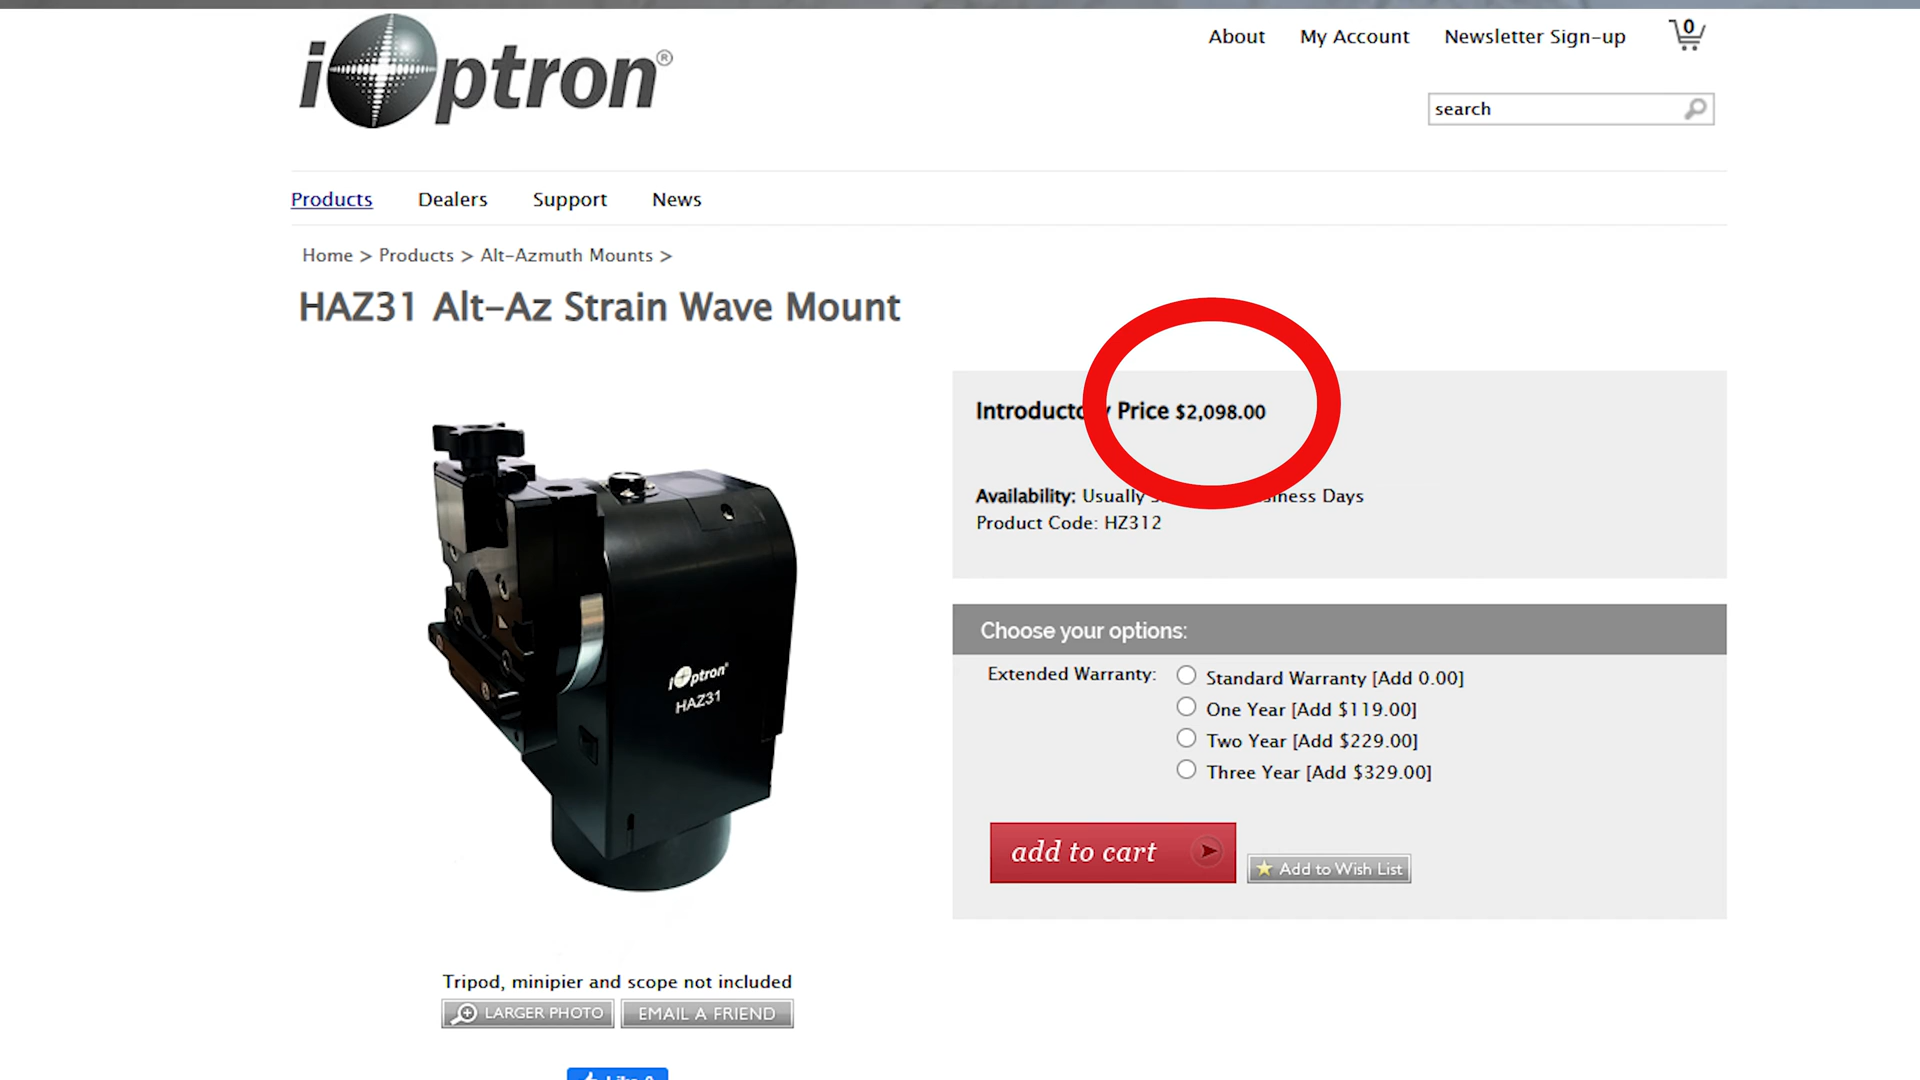 iOptron®
About My Account Newsletter Sign-up 0
search
Products Dealers Support News
Home > Products > Alt-Azmuth Mounts >
HAZ31 Alt-Az Strain Wave Mount
Price $2,098.00
Availability: Usually Days
Product Code: HZ312
iOptron®
HAZ31
Choose your options:
Extended Warranty: Standard Warranty [Add 0.00]
One Year [Add $119.00]
Two Year [Add $229.00]
Three Year [Add $329.00]
add to cart
Add to Wish List
Tripod, minipier and scope not included
LARGER PHOTO EMAIL A FRIEND